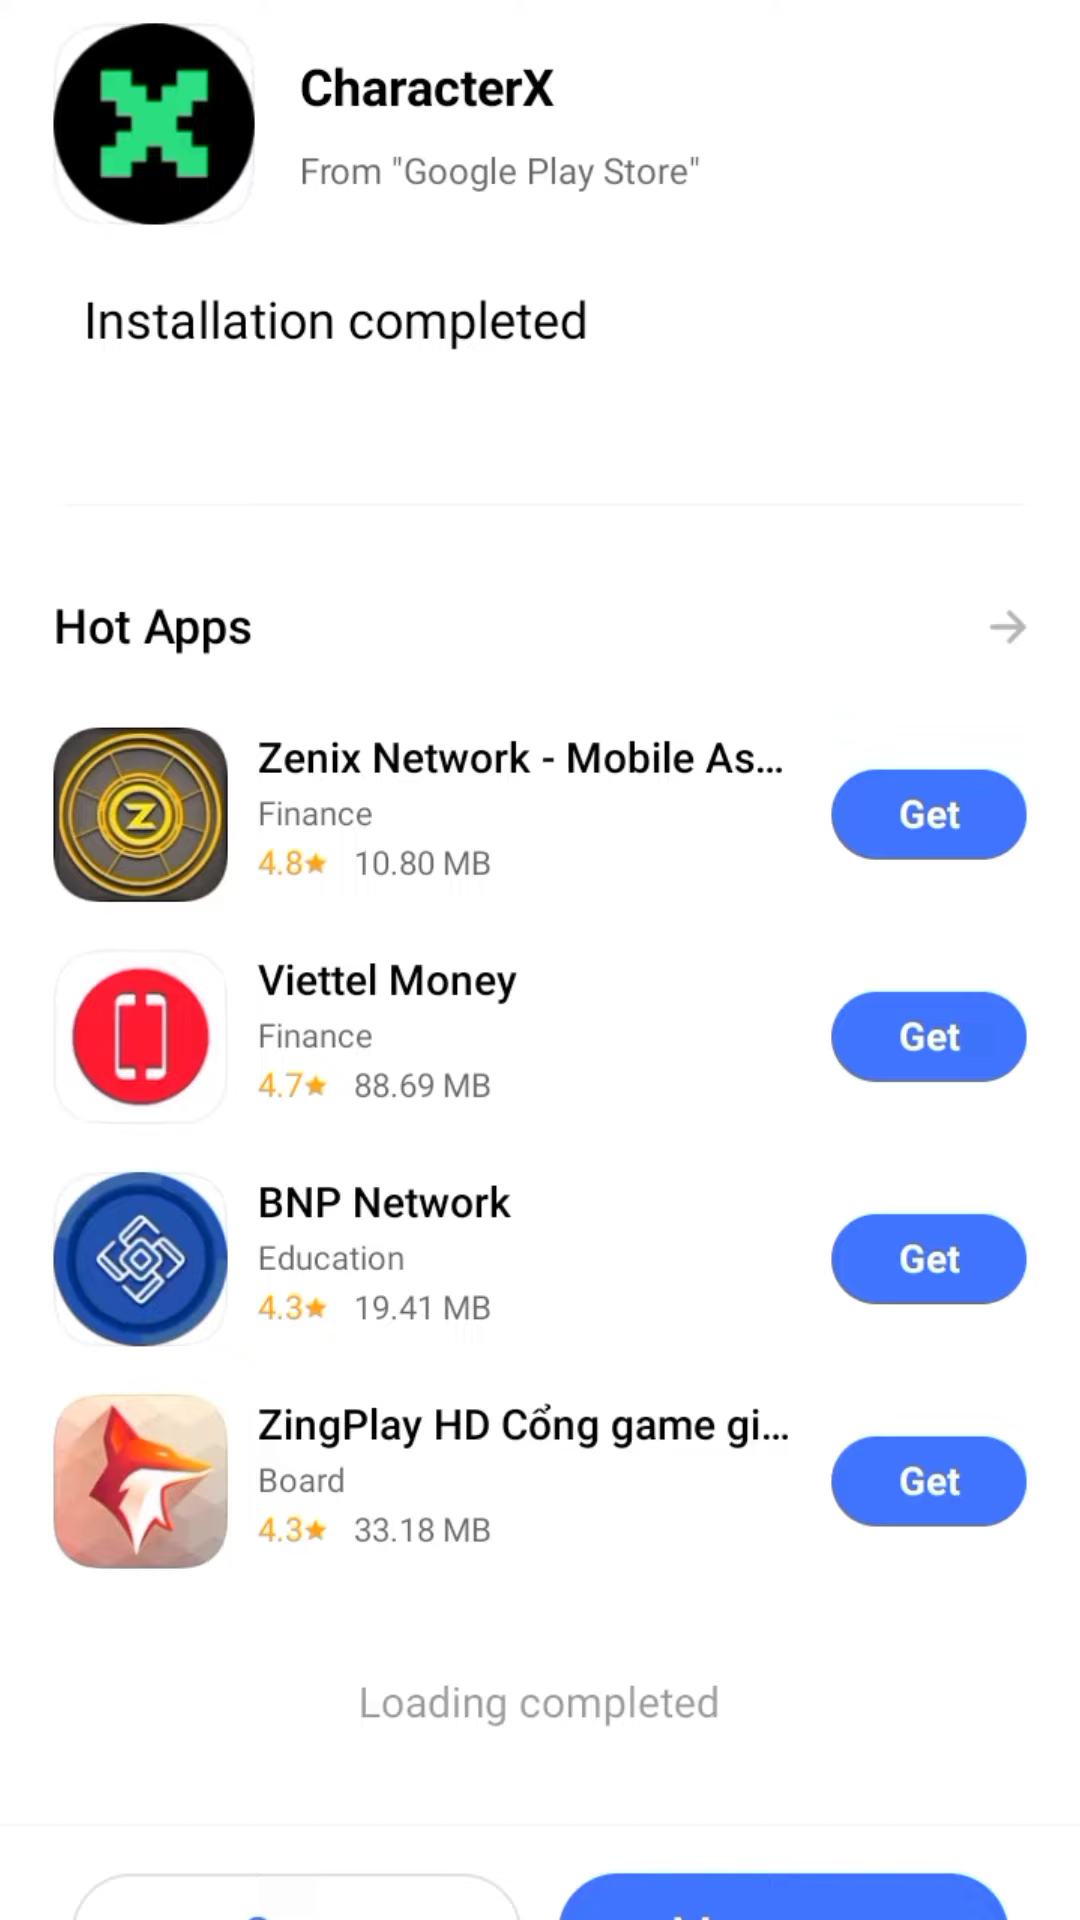 CharacterX
From "Google Play Store"
Installation completed
Hot Apps
Zenix Network - Mobile As...
Finance
4.8★ 10.80 MB
Get
Viettel Money
Finance
4.7★ 88.69 MB
Get
BNP Network
Education
4.3★ 19.41 MB
Get
ZingPlay HD Cổng game gi...
Board
4.3★ 33.18 MB
Get
Loading completed